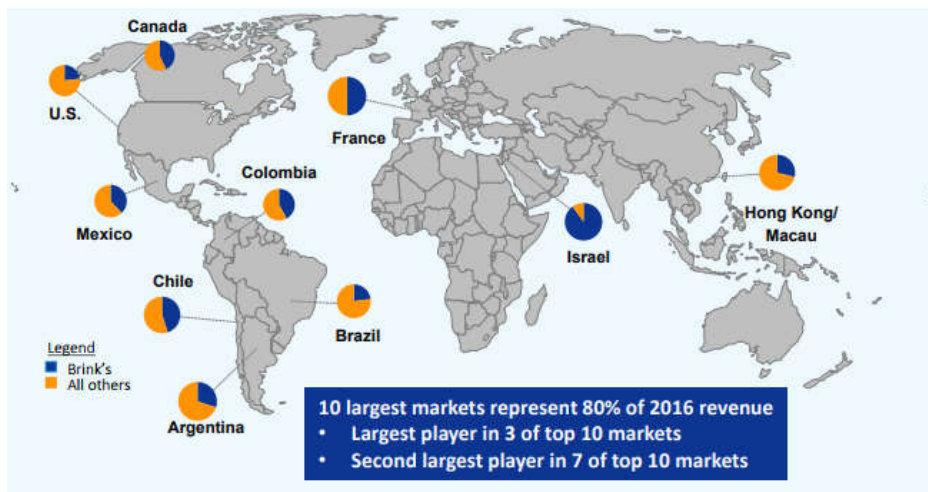 Canada
U.S.
France
Colombia
Mexico
Hong Kong/
Macau
Israel
Chile
Brazil
Legend
Brink's
All others
Argentina
10 largest markets represent 80% of 2016 revenue
• Largest player in 3 of top 10 markets
• Second largest player in 7 of top 10 markets